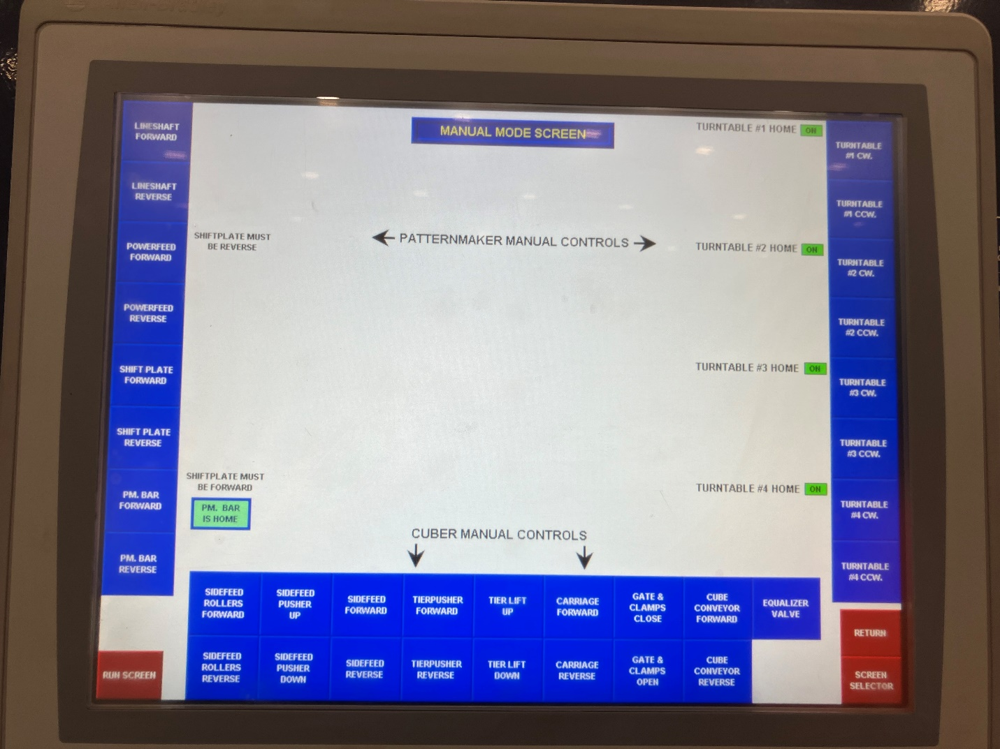 MANUAL MODE SCREEN
LINESHAFT
FORWARD
LINESHAFT
REVERSE
POWERFEED
FORWARD
POWERFEED
REVERSE
SHIFT PLATE
FORWARD
SHIFT PLATE
REVERSE
PM. BAR
FORWARD
PM. BAR
REVERSE
RUN SCREEN
SHIFTPLATE MUST
BE REVERSE
PATTERNMAKER MANUAL CONTROLS
SHIFTPLATE MUST
BE FORWARD
PM. BAR
IS HOME
TURNTABLE #1 HOME ON
TURNTABLE #2 HOME ON
TURNTABLE #3 HOME ON
TURNTABLE #4 HOME ON
TURNTABLE
#1 CW.
TURNTABLE
#1 CCW.
TURNTABLE
#2 CW.
TURNTABLE
#2 CCW.
TURNTABLE
#3 CW.
TURNTABLE
#3 CCW.
TURNTABLE
#4 CW.
TURNTABLE
#4 CCW.
CUBER MANUAL CONTROLS
SIDEFEED
ROLLERS
FORWARD
SIDEFEED
PUSHER
UP
SIDEFEED
FORWARD
TIERPUSHER
FORWARD
TIER LIFT
UP
CARRIAGE
FORWARD
GATE &
CLAMPS
CLOSE
CUBE
CONVEYOR
FORWARD
EQUALIZER
VALVE
SIDEFEED
ROLLERS
REVERSE
SIDEFEED
PUSHER
DOWN
SIDEFEED
REVERSE
TIERPUSHER
REVERSE
TIER LIFT
DOWN
CARRIAGE
REVERSE
GATE &
CLAMPS
OPEN
CUBE
CONVEYOR
REVERSE
RETURN
SCREEN
SELECTOR